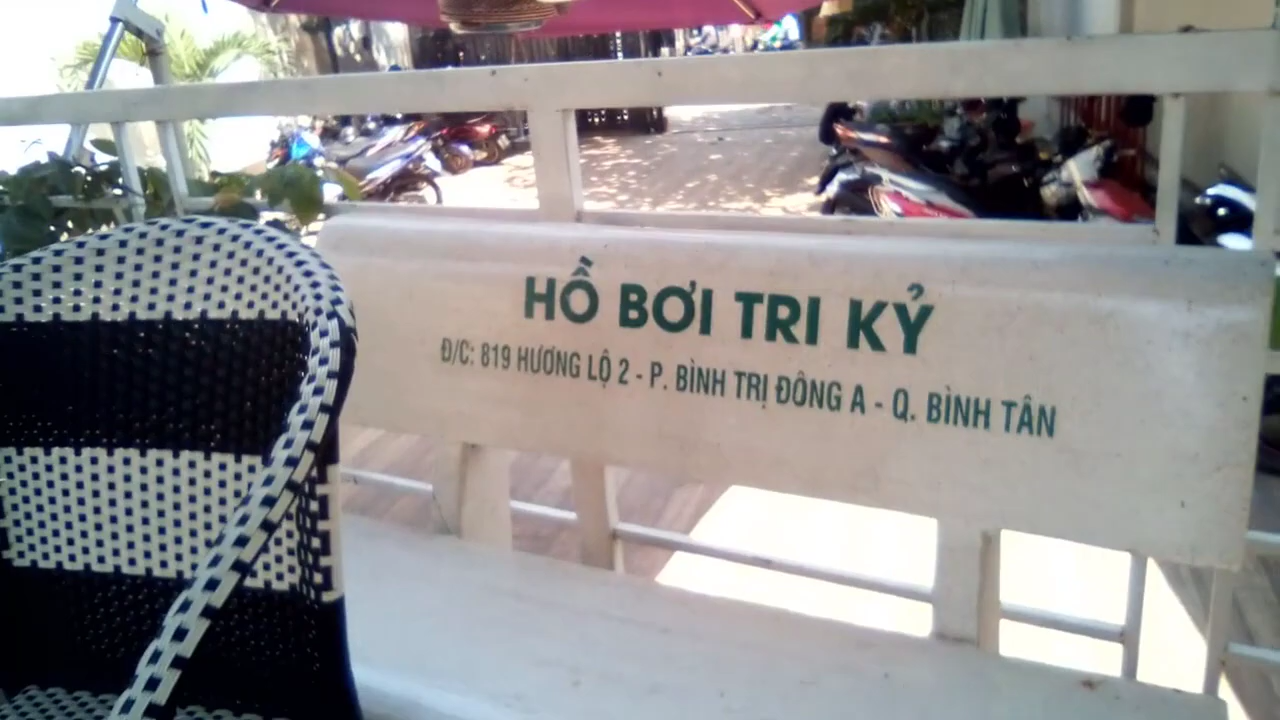 HỒ BƠI TRI KỶ
Đ/C: 819 HƯƠNG LỘ 2 - P. BÌNH TRỊ ĐÔNG A - Q. BÌNH TÂN